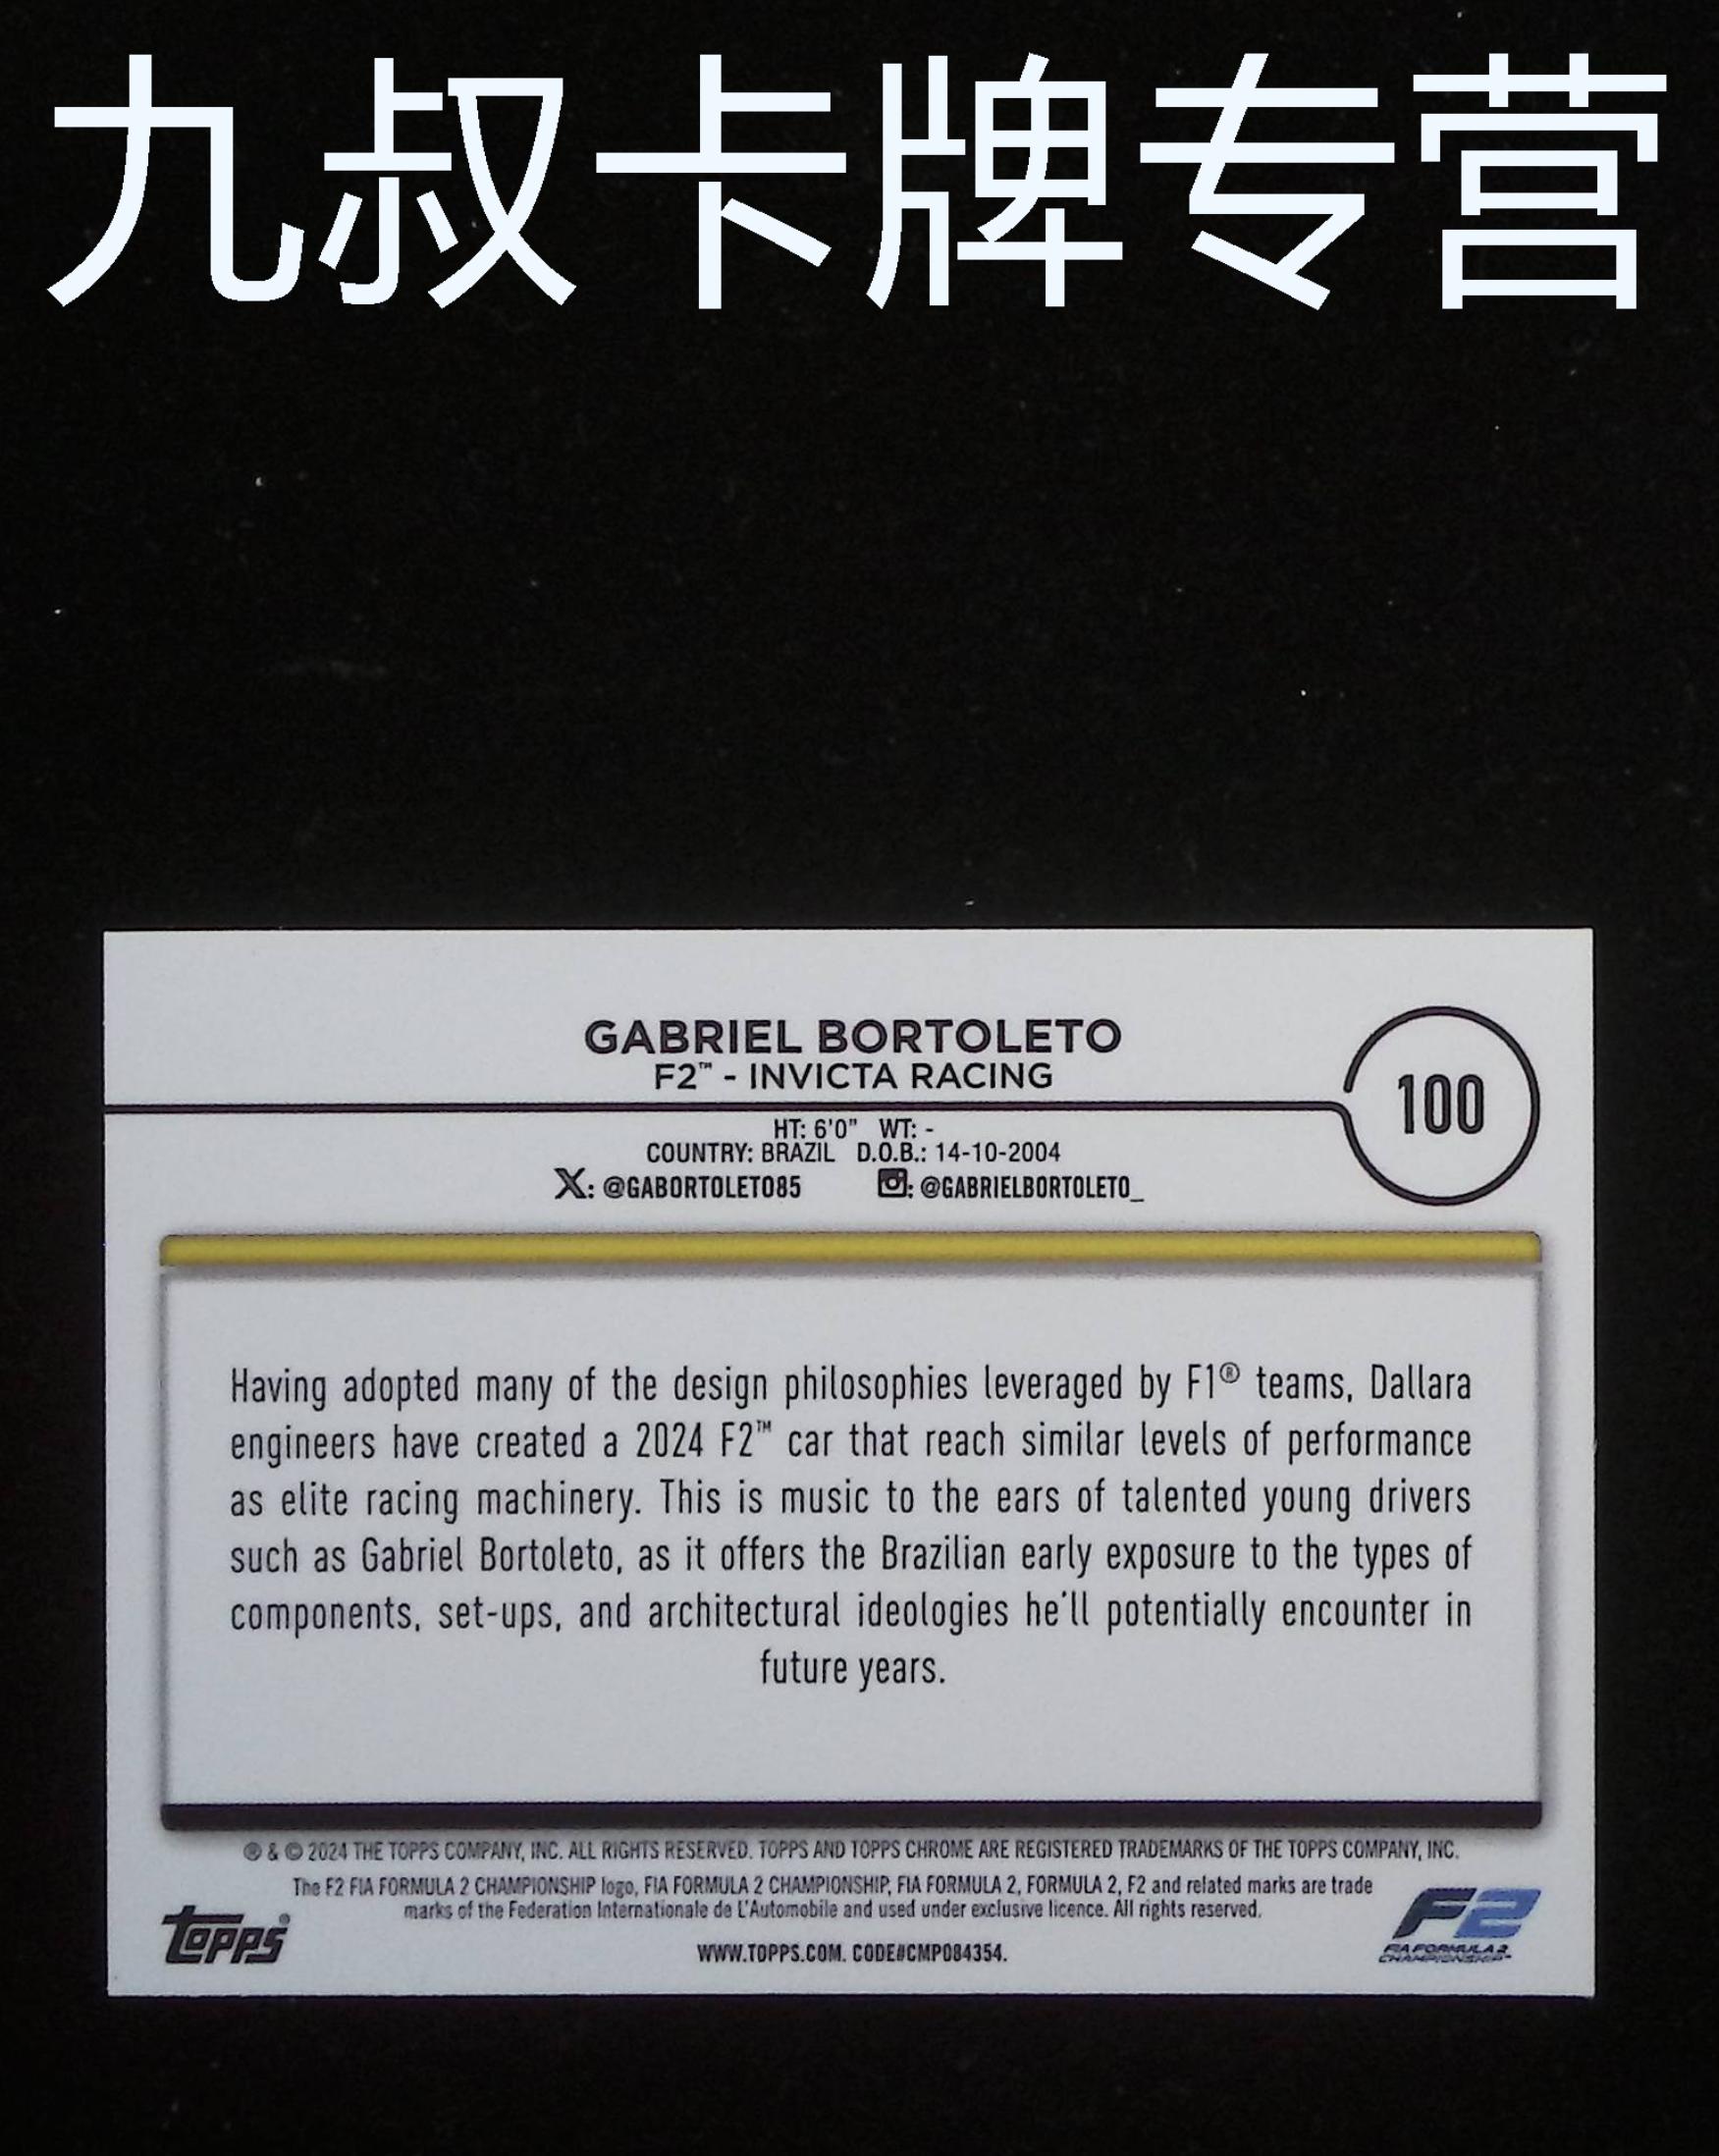 九叔卡牌专营
GABRIEL BORTOLETO
F2™ - INVICTA RACING
100
HT: 6'0" WT: -
COUNTRY: BRAZIL D.O.B.: 14-10-2004
X: @GABORTOLETO85 : @GABRIELBORTOLETO_
Having adopted many of the design philosophies leveraged by F1® teams, Dallara
engineers have created a 2024 F2™ car that reach similar levels of performance
as elite racing machinery. This is music to the ears of talented young drivers
such as Gabriel Bortoleto, as it offers the Brazilian early exposure to the types of
components, set-ups, and architectural ideologies he'll potentially encounter in
future years.
® & © 2024 THE TOPPS COMPANY, INC. ALL RIGHTS RESERVED. TOPPS AND TOPPS CHROME ARE REGISTERED TRADEMARKS OF THE TOPPS COMPANY, INC.
The F2 FIA FORMULA 2 CHAMPIONSHIP logo, FIA FORMULA 2 CHAMPIONSHIP, FIA FORMULA 2, FORMULA 2, F2 and related marks are trade
marks of the Federation Internationale de L'Automobile and used under exclusive licence. All rights reserved.
WWW.TOPPS.COM. CODE#CMP084354.
Topps®
F2
FIA FORMULA 2
CHAMPIONSHIP™